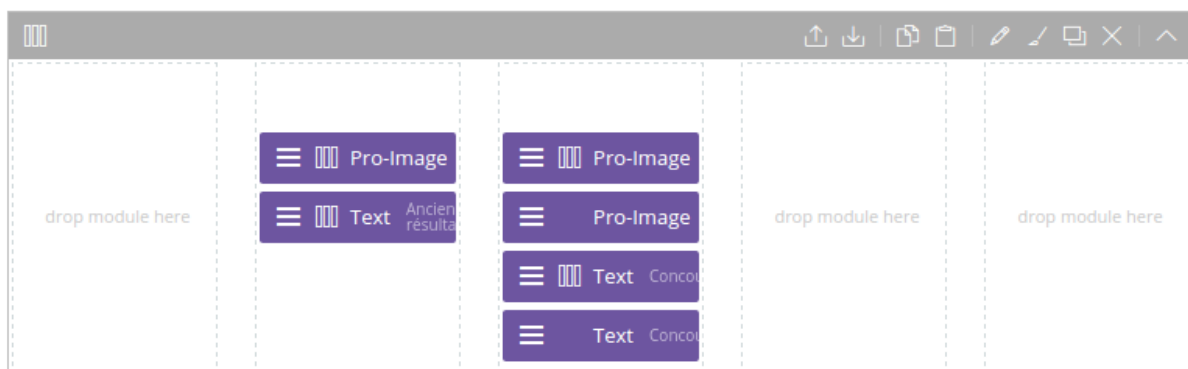 drop module here
Pro-Image
Text Ancien
résulta
Pro-Image
Pro-Image
Text Concou
Text Concou
drop module here
drop module here